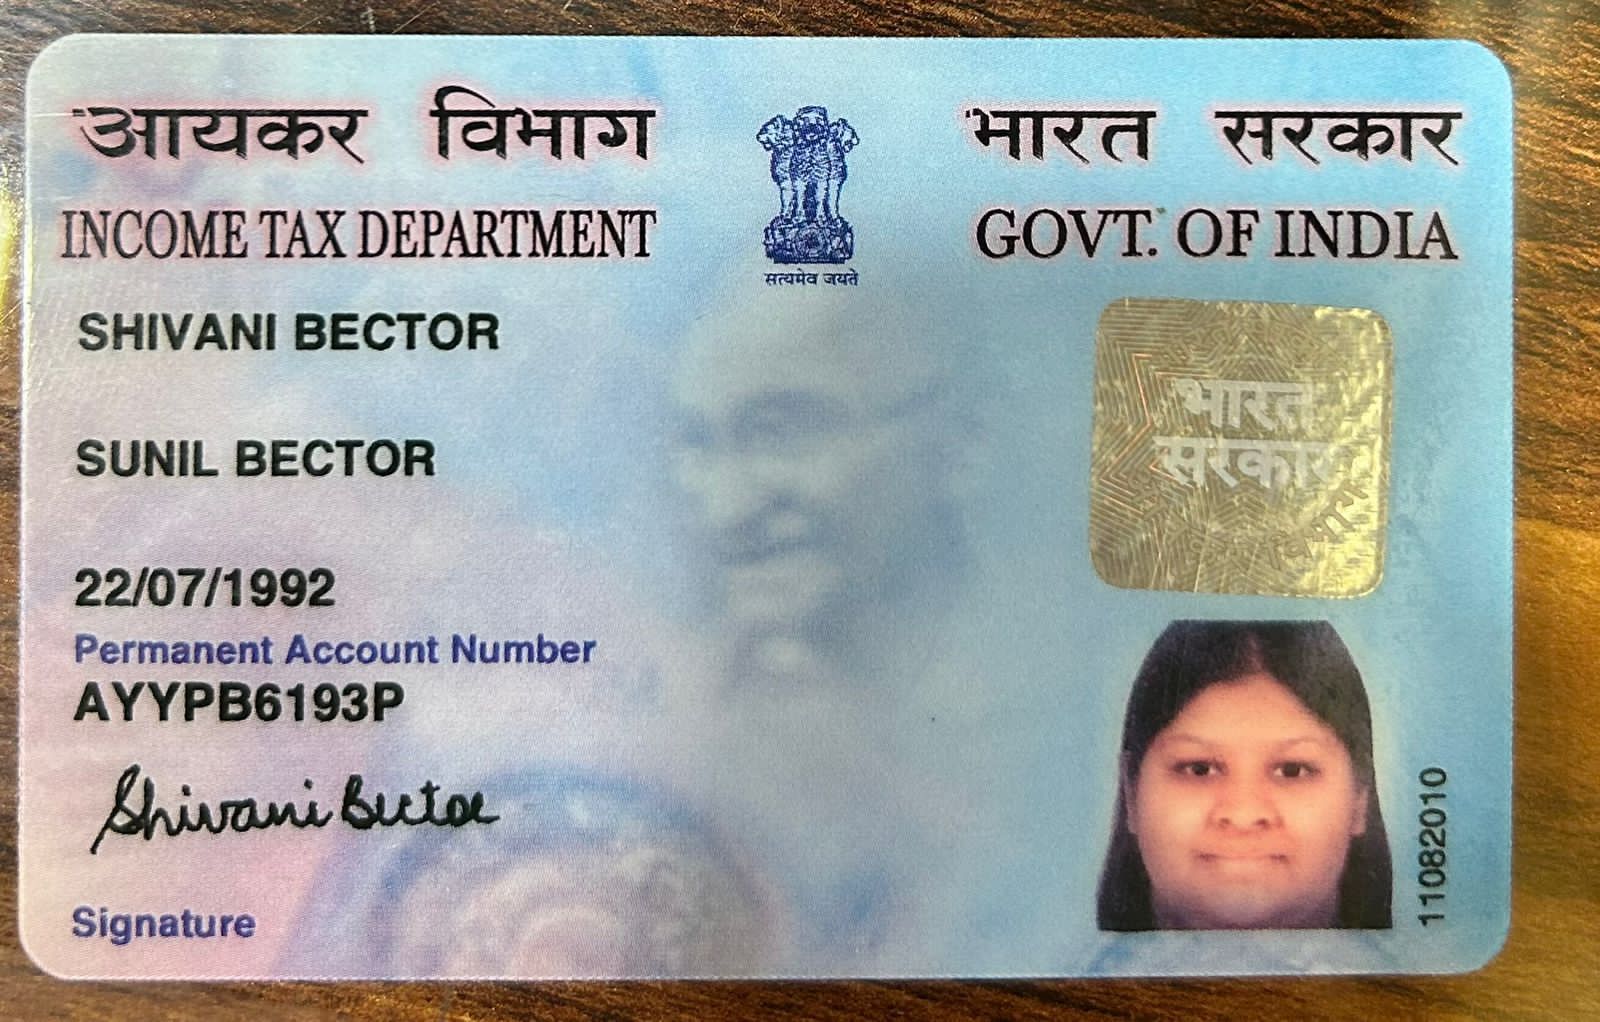 आयकर विभाग
INCOME TAX DEPARTMENT
सत्यमेव जयते
भारत सरकार
GOVT. OF INDIA
SHIVANI BECTOR
SUNIL BECTOR
22/07/1992
Permanent Account Number
AYYPB6193P
Shivani Bector
Signature
भारत
सरकार
विभाग
11082010